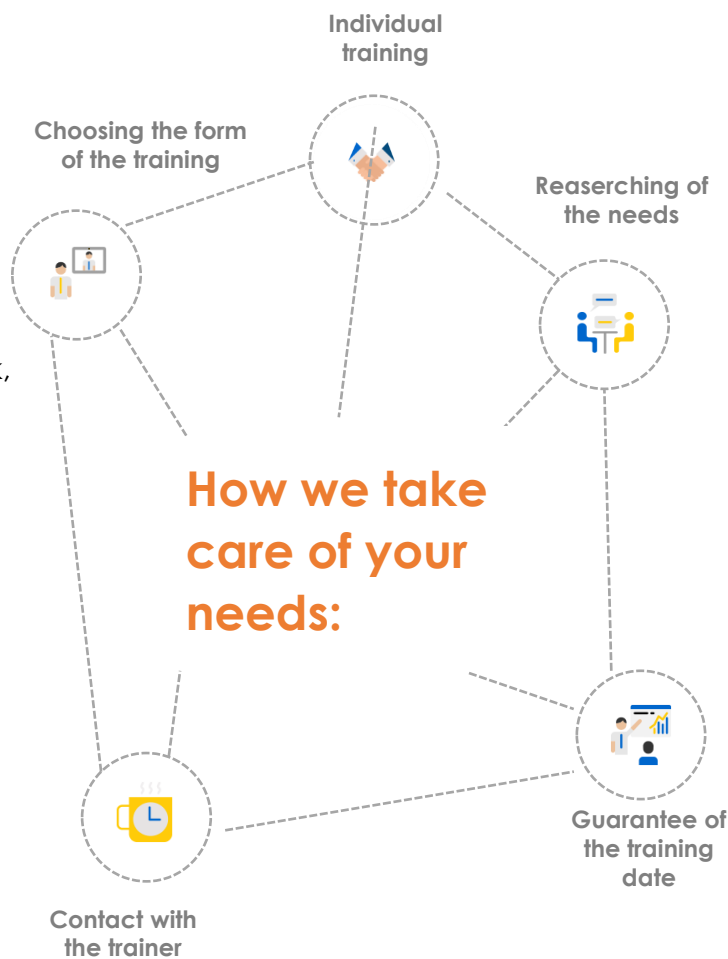 Individual
training
Choosing the form
of the training
Reaserching of
the needs
How we take
care of your
needs:
Guarantee of
the training
date
Contact with
the trainer